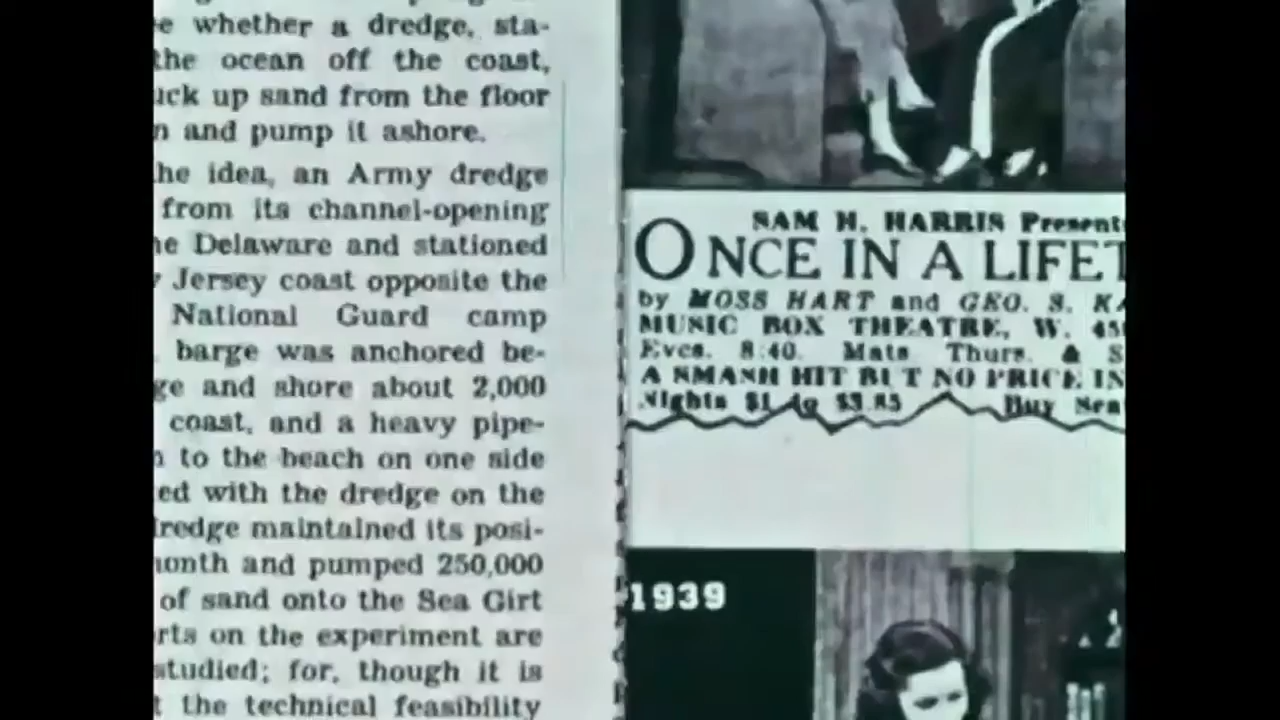 whether a dredge, sta-
the ocean off the coast,
uck up sand from the floor
n and pump it ashore.
he idea, an Army dredge
from its channel-opening
he Delaware and stationed
Jersey coast opposite the
National Guard camp
barge was anchored be-
ge and shore about 2,000
coast, and a heavy pipe-
to the beach on one side
ed with the dredge on the
redge maintained its posi-
onth and pumped 250,000
of sand onto the Sea Girt
rts on the experiment are
studied; for, though it is
t the technical feasibility
SAM H. HARRIS Presents
ONCE IN A LIFET
by MOSS HART and GEO. S. KA
MUSIC BOX THEATRE, W. 45
Eves. 8:40. Mats Thurs. & S
A SMASH HIT BUT NO PRICE IN
Nights $1 to $3.85 Buy Sea
1939